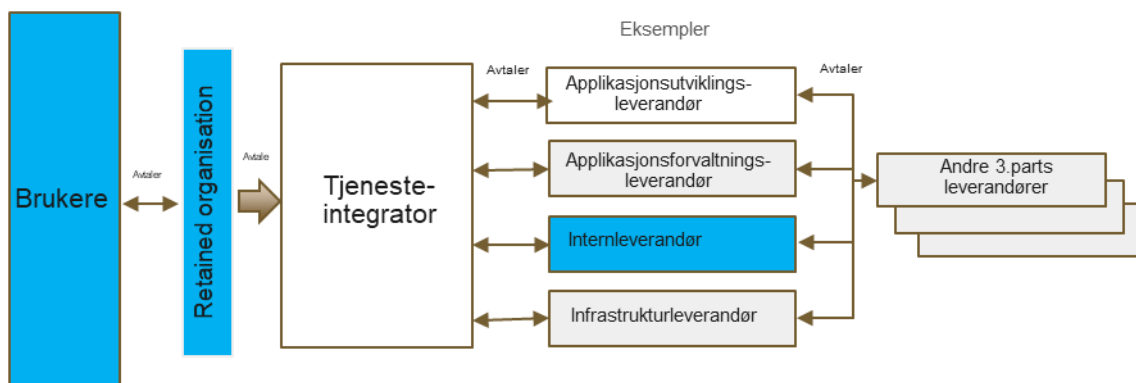 Eksempler
Brukere
Avtaler
Retained organisation
Avtale
Tjeneste-
integrator
Avtaler
Applikasjonsutviklings-
leverandør
Applikasjonsforvaltnings-
leverandør
Internleverandør
Infrastrukturleverandør
Avtaler
Andre 3.parts
leverandører